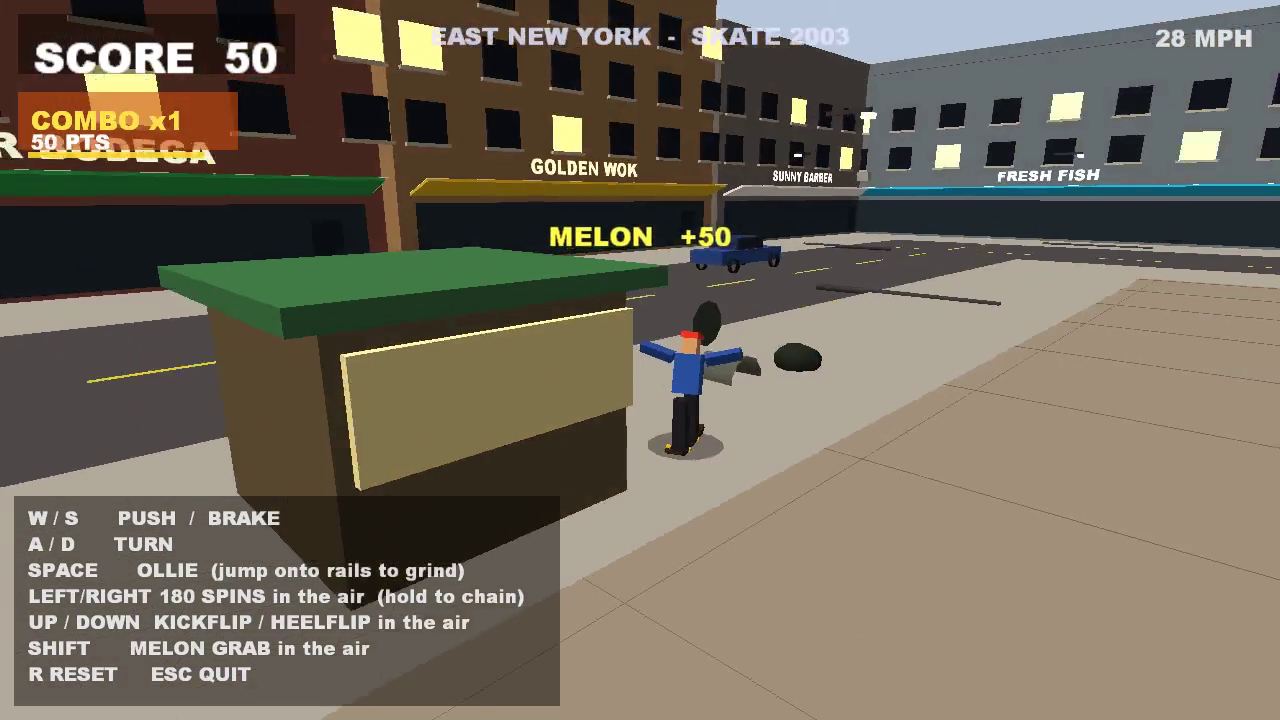 SCORE 50
EAST NEW YORK - SKATE 2003
28 MPH
COMBO x1
50 PTS
R BODEGA
GOLDEN WOK
SUNNY BARBER
FRESH FISH
MELON +50
W / S PUSH / BRAKE
A / D TURN
SPACE OLLIE (jump onto rails to grind)
LEFT/RIGHT 180 SPINS in the air (hold to chain)
UP / DOWN KICKFLIP / HEELFLIP in the air
SHIFT MELON GRAB in the air
R RESET ESC QUIT